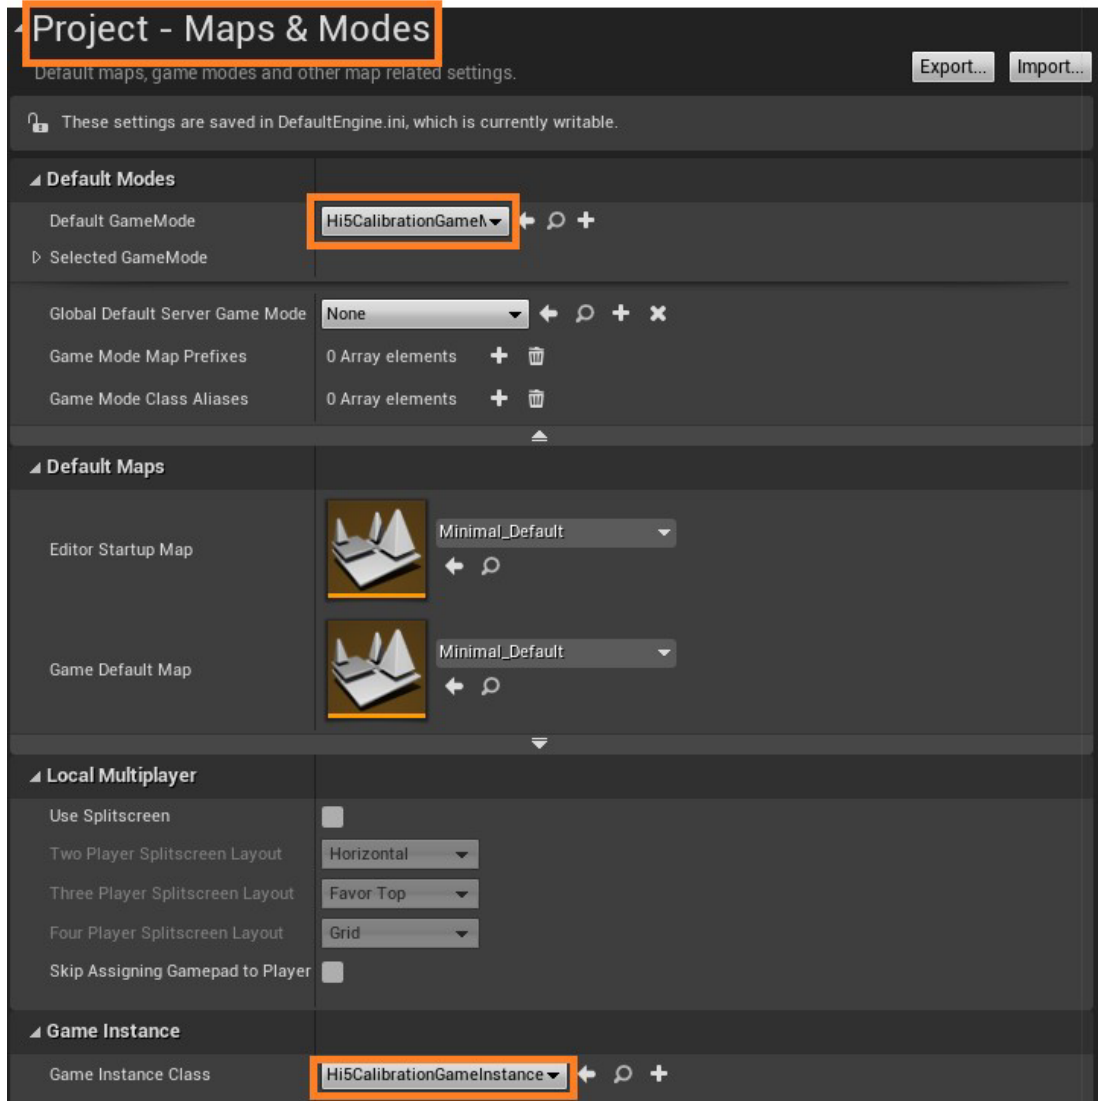 Project - Maps & Modes
Default maps, game modes and other map related settings.
Export...
Import...
These settings are saved in DefaultEngine.ini, which is currently writable.
Default Modes
Default GameMode
Hi5CalibrationGameM
Selected GameMode
Global Default Server Game Mode
None
Game Mode Map Prefixes
0 Array elements
Game Mode Class Aliases
0 Array elements
Default Maps
Editor Startup Map
Minimal_Default
Game Default Map
Minimal_Default
Local Multiplayer
Use Splitscreen
Two Player Splitscreen Layout
Horizontal
Three Player Splitscreen Layout
Favor Top
Four Player Splitscreen Layout
Grid
Skip Assigning Gamepad to Player
Game Instance
Game Instance Class
Hi5CalibrationGameInstance